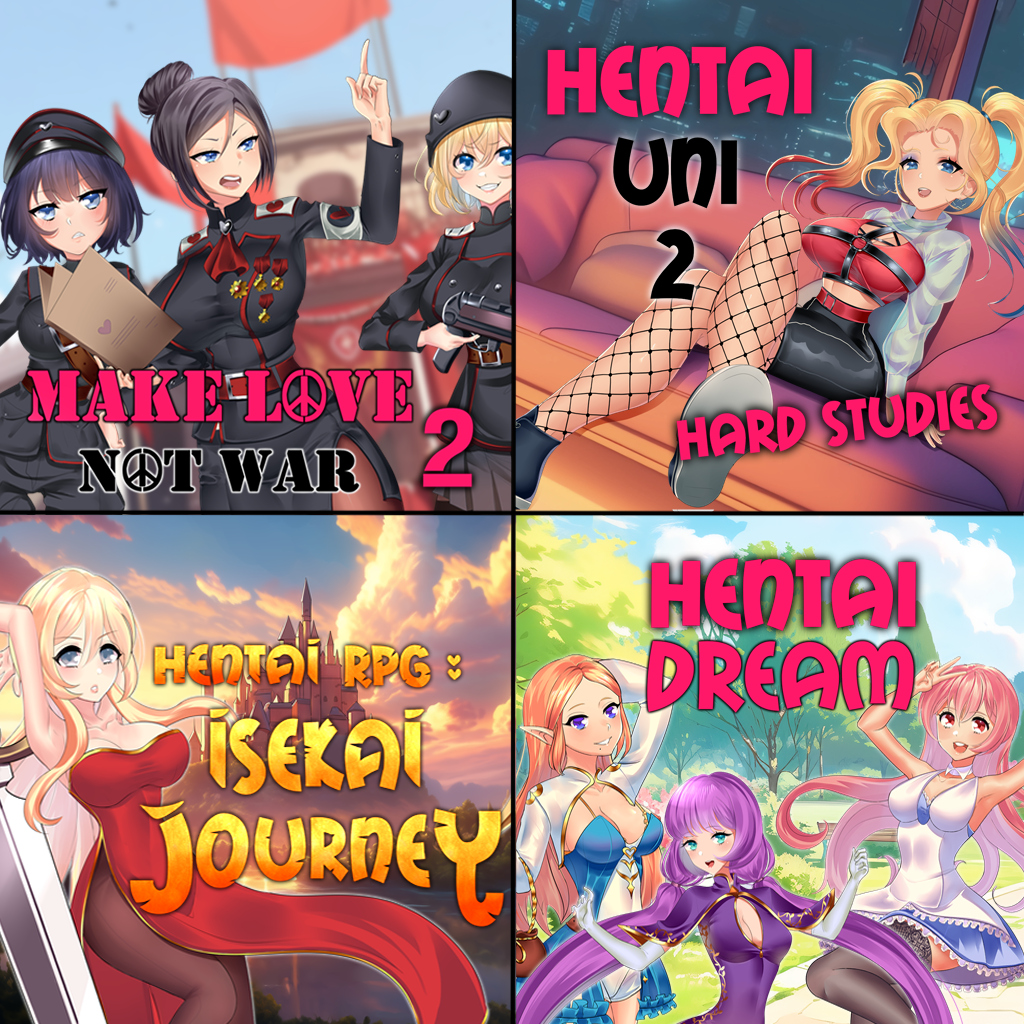 MAKE LOVE
NOT WAR
2
HENTAI
UNI
2
HARD STUDIES
HENTAI RPG :
ISEKAI
JOURNEY
HENTAI
DREAM